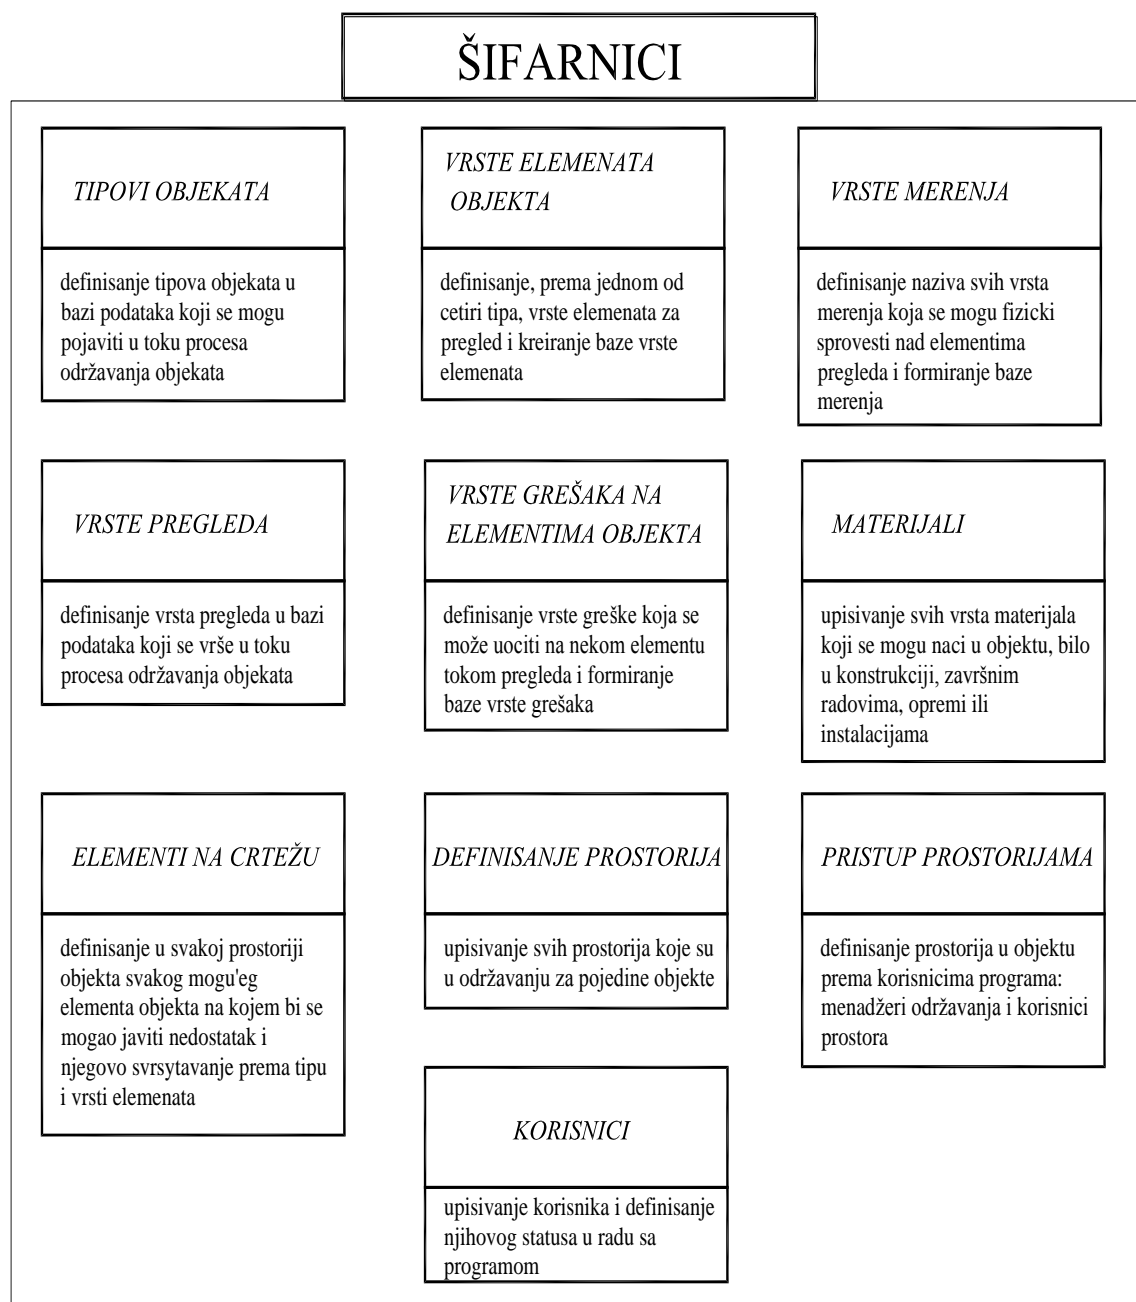 ŠIFARNICI
TIPOVI OBJEKATA
definisanje tipova objekata u
bazi podataka koji se mogu
pojaviti u toku procesa
održavanja objekata
VRSTE ELEMENATA
OBJEKTA
definisanje, prema jednom od
cetiri tipa, vrste elemenata za
pregled i kreiranje baze vrste
elemenata
VRSTE MERENJA
definisanje naziva svih vrsta
merenja koja se mogu fizicki
sprovesti nad elementima
pregleda i formiranje baze
merenja
VRSTE PREGLEDA
definisanje vrsta pregleda u bazi
podataka koji se vrše u toku
procesa održavanja objekata
VRSTE GREŠAKA NA
ELEMENTIMA OBJEKTA
definisanje vrste greške koja se
može uociti na nekom elementu
tokom pregleda i formiranje
baze vrste grešaka
MATERIJALI
upisivanje svih vrsta materijala
koji se mogu naci u objektu, bilo
u konstrukciji, završnim
radovima, opremi ili
instalacijama
ELEMENTI NA CRTEŽU
definisanje u svakoj prostoriji
objekta svakog mogu'eg
elementa objekta na kojem bi se
mogao javiti nedostatak i
njegovo svrsytavanje prema tipu
i vrsti elemenata
DEFINISANJE PROSTORIJA
upisivanje svih prostorija koje su
u održavanju za pojedine objekte
PRISTUP PROSTORIJAMA
definisanje prostorija u objektu
prema korisnicima programa:
menadžeri održavanja i korisnici
prostora
KORISNICI
upisivanje korisnika i definisanje
njihovog statusa u radu sa
programom